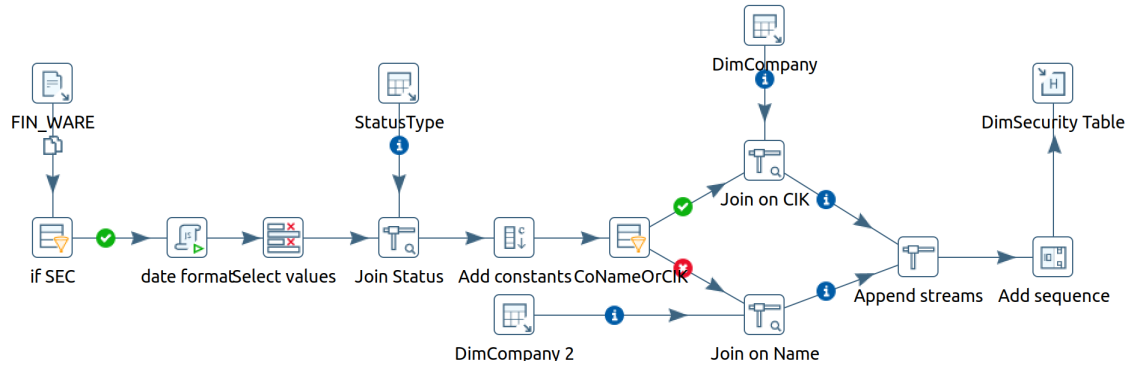 DimCompany
FIN_WARE
StatusType
DimSecurity Table
Join on CIK
if SEC
date format
Select values
Join Status
Add constants
CoNameOrCIK
Append streams
Add sequence
DimCompany 2
Join on Name